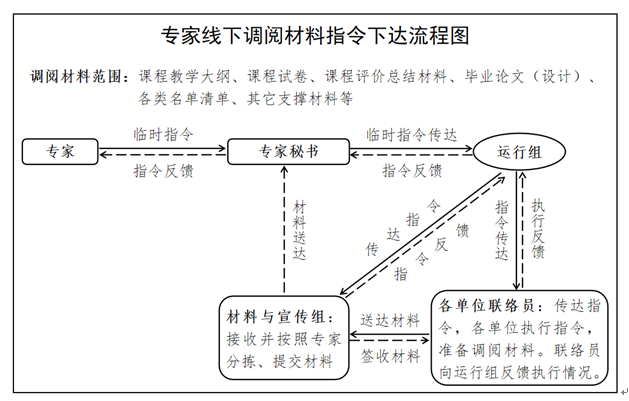 专家线下调阅材料指令下达流程图
调阅材料范围：课程教学大纲、课程试卷、课程评价总结材料、毕业论文（设计）、
各类名单清单、其它支撑材料等
专家
临时指令
指令反馈
专家秘书
临时指令传达
指令反馈
运行组
材料送达
传达指令
指令反馈
指令传达
执行反馈
材料与宣传组：
接收并按照专家
分拣、提交材料
送达材料
签收材料
各单位联络员：传达指
令，各单位执行指令，
准备调阅材料。联络员
向运行组反馈执行情况。